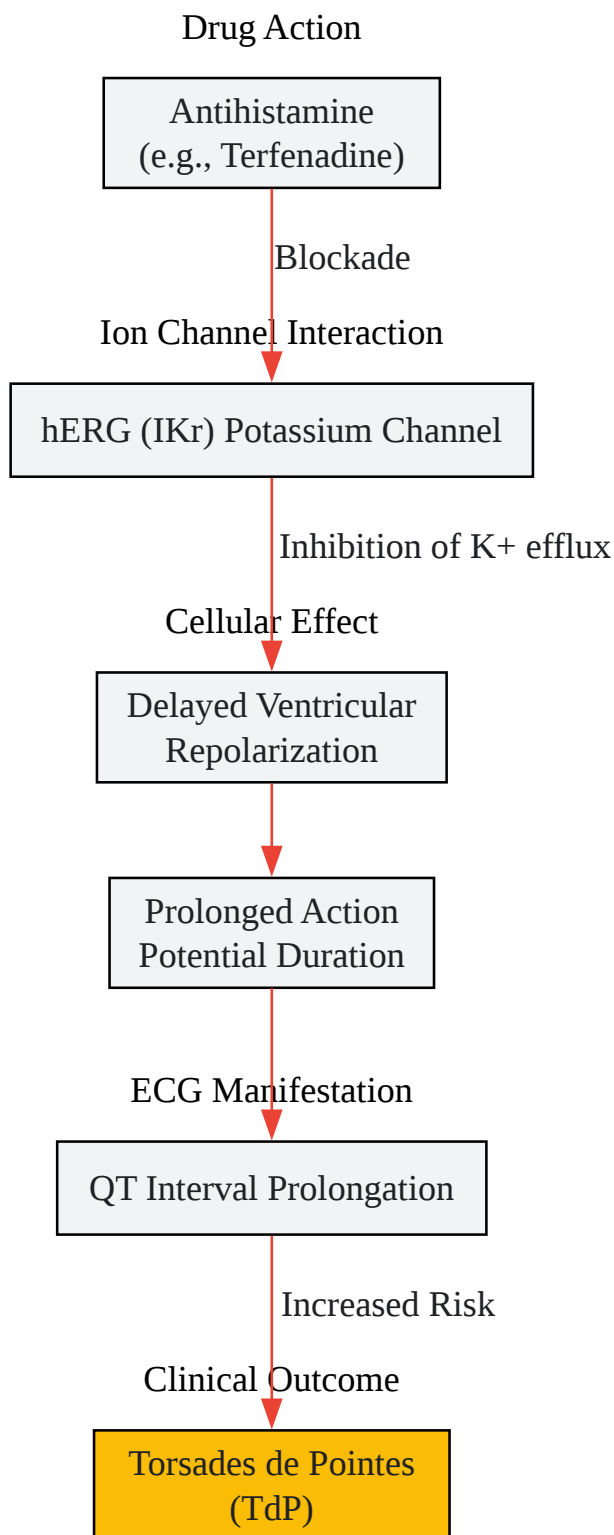 Drug Action
Antihistamine
(e.g., Terfenadine)
Blockade
Ion Channel Interaction
hERG (IKr) Potassium Channel
Inhibition of K+ efflux
Cellular Effect
Delayed Ventricular
Repolarization
Prolonged Action
Potential Duration
ECG Manifestation
QT Interval Prolongation
Increased Risk
Clinical Outcome
Torsades de Pointes
(TdP)